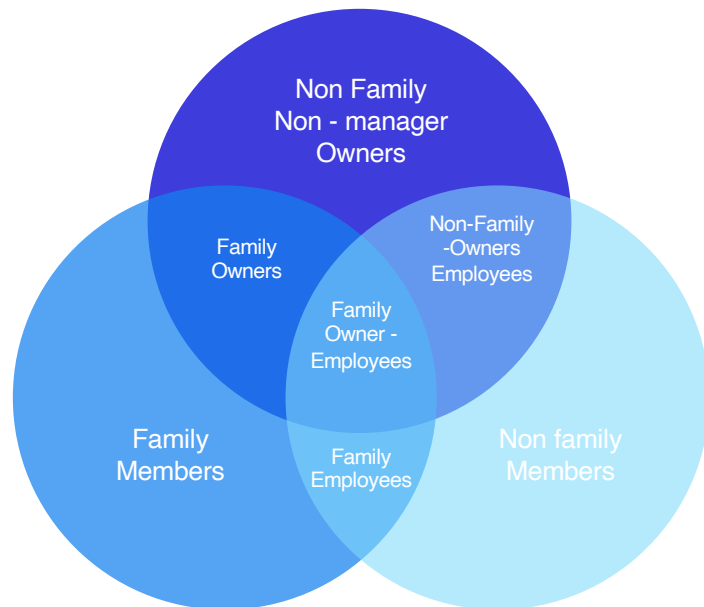 Non Family
Non - manager
Owners
Family
Owners
Non-Family
-Owners
Employees
Family
Owner -
Employees
Family
Members
Family
Employees
Non family
Members